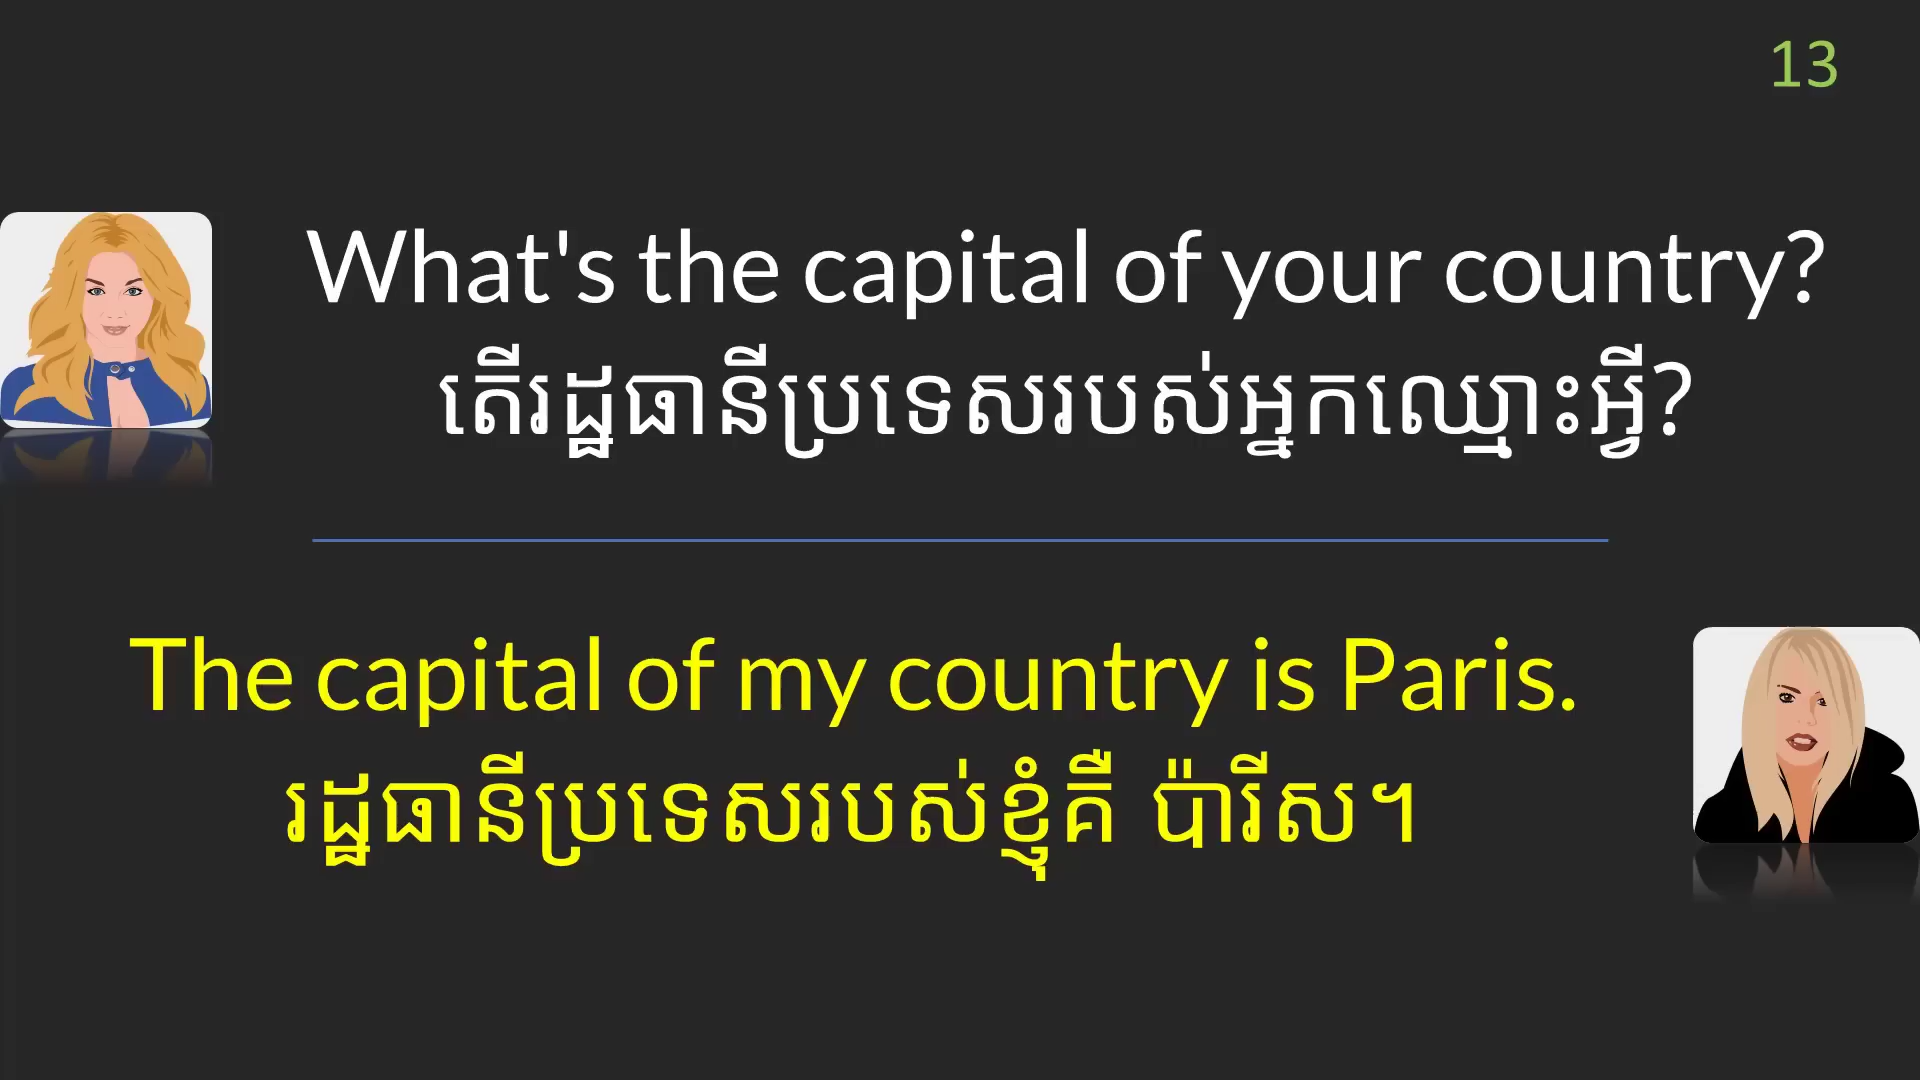 13
What's the capital of your country?
តើរដ្ឋធានីប្រទេសរបស់អ្នកឈ្មោះអ្វី?
The capital of my country is Paris.
រដ្ឋធានីប្រទេសរបស់ខ្ញុំគឺ ប៉ារីស។